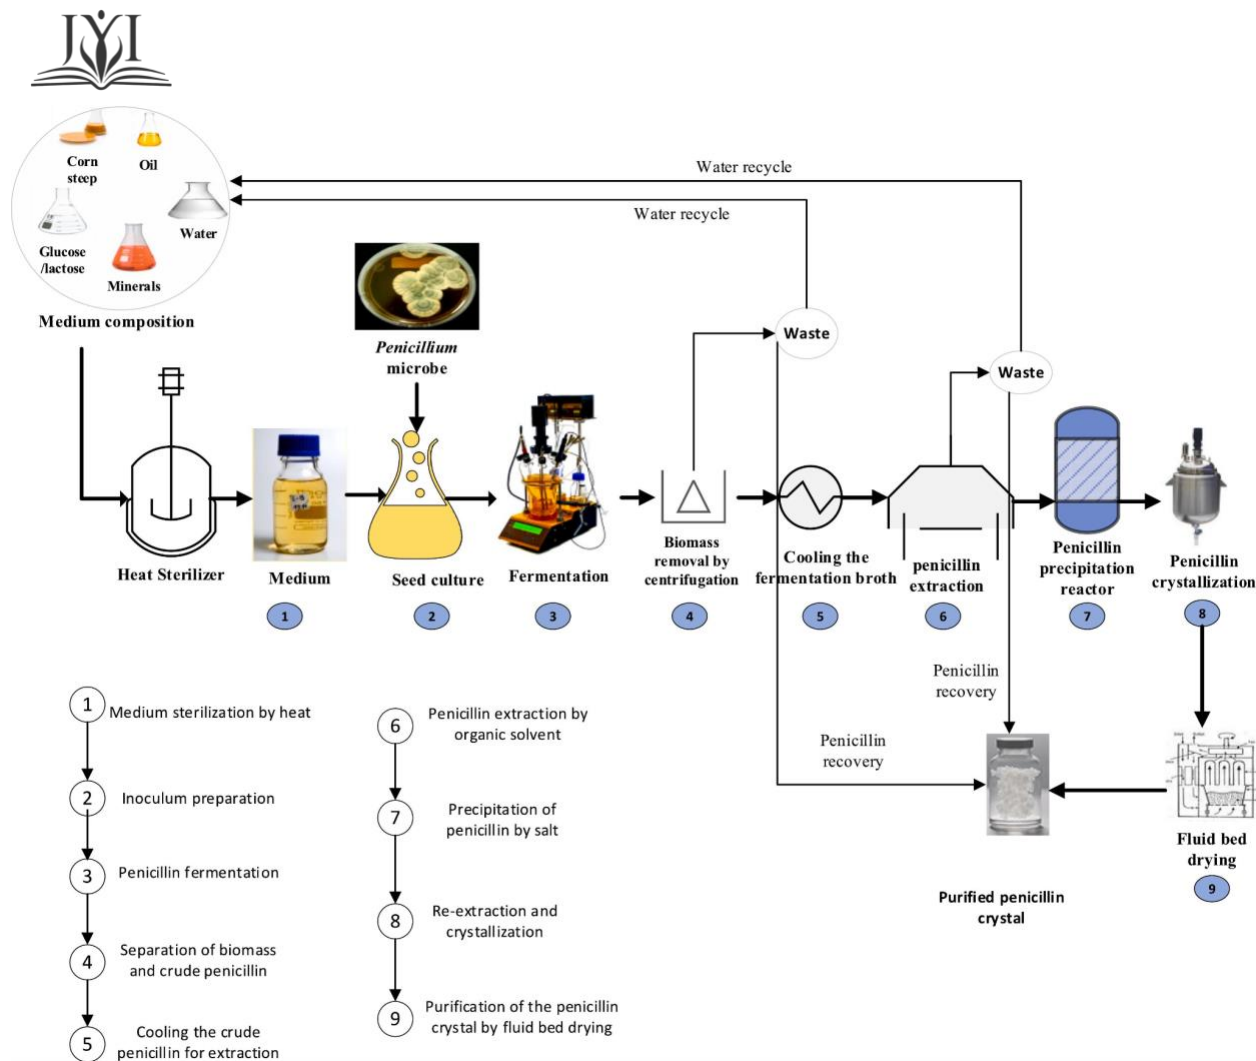 JYI
Corn
steep
Oil
Glucose
/lactose
Water
Minerals
Medium composition
Water recycle
Water recycle
Penicillium
microbe
Waste
Waste
Heat Sterilizer
Medium
Seed culture
Fermentation
Biomass
removal by
centrifugation
Cooling the
fermentation broth
penicillin
extraction
Penicillin
precipitation
reactor
Penicillin
crystallization
1
2
3
4
5
6
7
8
Penicillin
recovery
Penicillin
recovery
Fluid bed
drying
9
Purified penicillin
crystal
1
Medium sterilization by heat
2
Inoculum preparation
3
Penicillin fermentation
4
Separation of biomass
and crude penicillin
5
Cooling the crude
penicillin for extraction
6
Penicillin extraction by
organic solvent
7
Precipitation of
penicillin by salt
8
Re-extraction and
crystallization
9
Purification of the penicillin
crystal by fluid bed drying